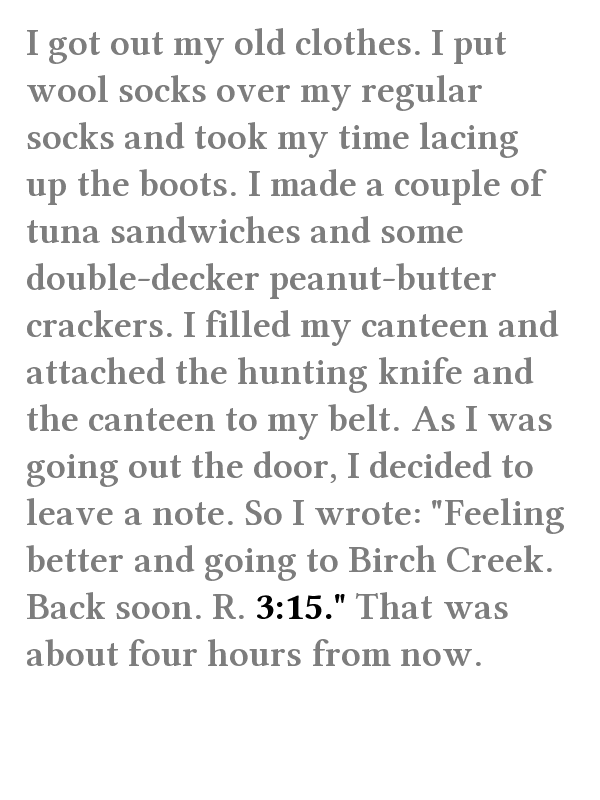 I got out my old clothes. I put
wool socks over my regular
socks and took my time lacing
up the boots. I made a couple of
tuna sandwiches and some
double-decker peanut-butter
crackers. I filled my canteen and
attached the hunting knife and
the canteen to my belt. As I was
going out the door, I decided to
leave a note. So I wrote: "Feeling
better and going to Birch Creek.
Back soon. R. 3:15." That was
about four hours from now.